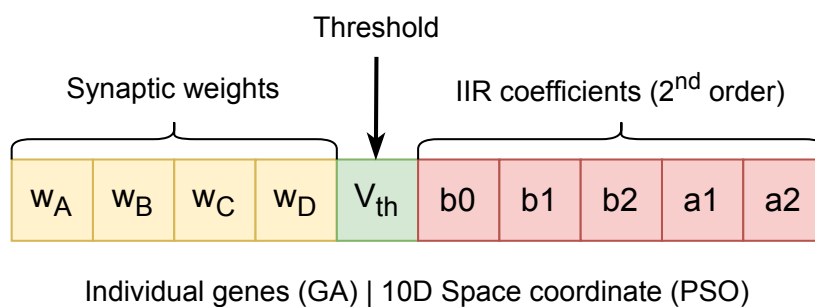 Threshold
Synaptic weights
IIR coefficients (2nd order)
wA wB wC wD Vth b0 b1 b2 a1 a2
Individual genes (GA) | 10D Space coordinate (PSO)